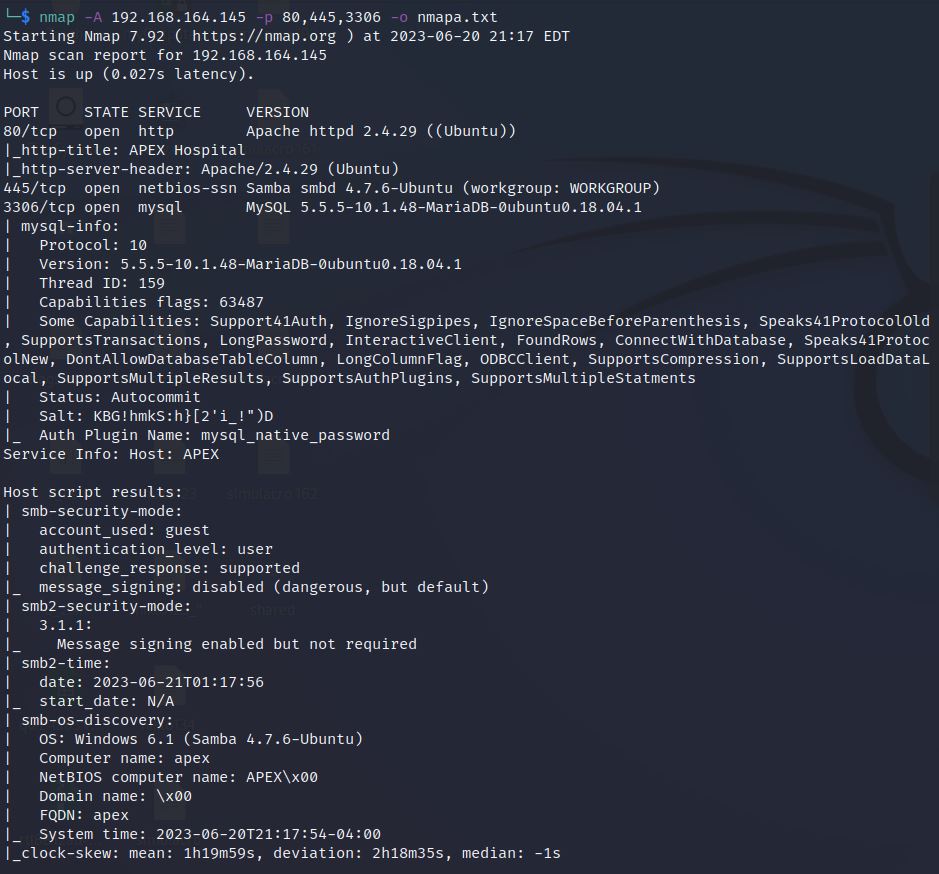 └─$ nmap -A 192.168.164.145 -p 80,445,3306 -o nmapa.txt
Starting Nmap 7.92 ( https://nmap.org ) at 2023-06-20 21:17 EDT
Nmap scan report for 192.168.164.145
Host is up (0.027s latency).

PORT     STATE SERVICE     VERSION
80/tcp   open  http        Apache httpd 2.4.29 ((Ubuntu))
|_http-title: APEX Hospital
|_http-server-header: Apache/2.4.29 (Ubuntu)
445/tcp  open  netbios-ssn Samba smbd 4.7.6-Ubuntu (workgroup: WORKGROUP)
3306/tcp open  mysql       MySQL 5.5.5-10.1.48-MariaDB-0ubuntu0.18.04.1
| mysql-info:
|   Protocol: 10
|   Version: 5.5.5-10.1.48-MariaDB-0ubuntu0.18.04.1
|   Thread ID: 159
|   Capabilities flags: 63487
|   Some Capabilities: Support41Auth, IgnoreSigpipes, IgnoreSpaceBeforeParenthesis, Speaks41ProtocolOld
, SupportsTransactions, LongPassword, InteractiveClient, FoundRows, ConnectWithDatabase, Speaks41Protoc
olNew, DontAllowDatabaseTableColumn, LongColumnFlag, ODBCClient, SupportsCompression, SupportsLoadDataL
ocal, SupportsMultipleResults, SupportsAuthPlugins, SupportsMultipleStatments
|   Status: Autocommit
|   Salt: KBG!hmkS:h}[2'i_!")D
|_  Auth Plugin Name: mysql_native_password
Service Info: Host: APEX

Host script results:
| smb-security-mode:
|   account_used: guest
|   authentication_level: user
|   challenge_response: supported
|_  message_signing: disabled (dangerous, but default)
| smb2-security-mode:
|   3.1.1:
|_    Message signing enabled but not required
| smb2-time:
|   date: 2023-06-21T01:17:56
|_  start_date: N/A
| smb-os-discovery:
|   OS: Windows 6.1 (Samba 4.7.6-Ubuntu)
|   Computer name: apex
|   NetBIOS computer name: APEX\x00
|   Domain name: \x00
|   FQDN: apex
|_  System time: 2023-06-20T21:17:54-04:00
|_clock-skew: mean: 1h19m59s, deviation: 2h18m35s, median: -1s